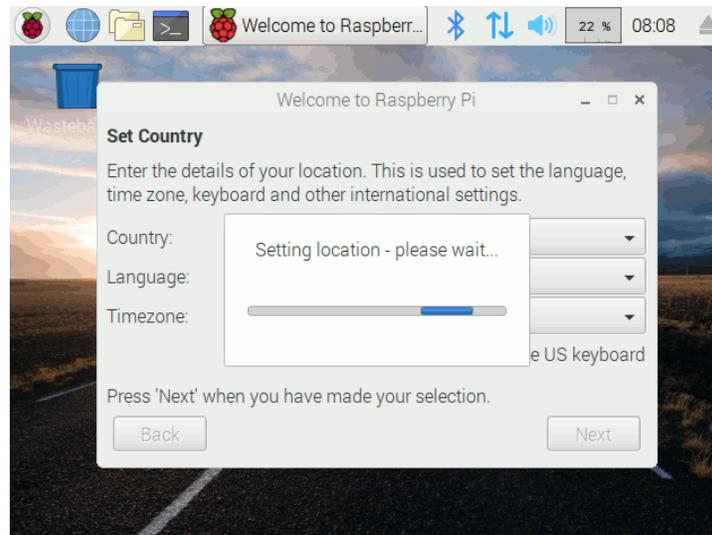 Welcome to Raspberr...
22 %
08:08
Welcome to Raspberry Pi
Set Country
Enter the details of your location. This is used to set the language,
time zone, keyboard and other international settings.
Country:
Setting location - please wait...
Language:
Timezone:
US keyboard
Press 'Next' when you have made your selection.
Back
Next